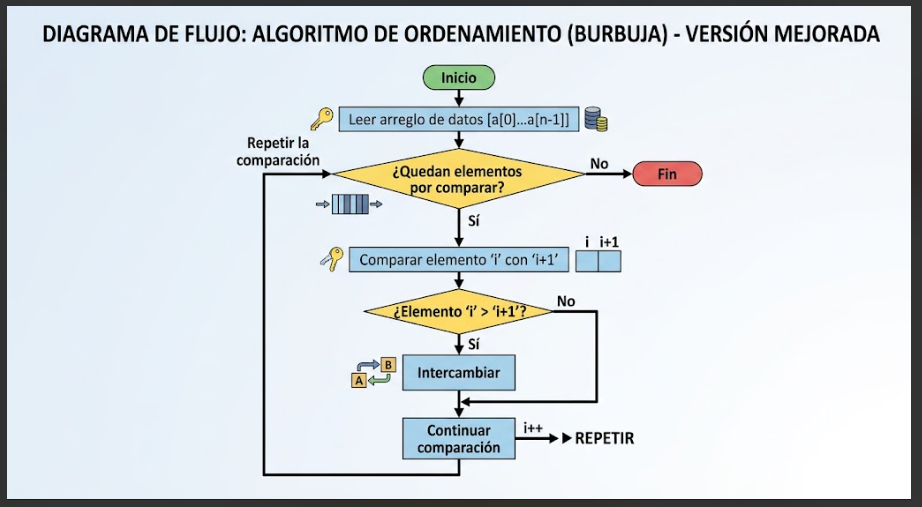 DIAGRAMA DE FLUJO: ALGORITMO DE ORDENAMIENTO (BURBUJA) - VERSIÓN MEJORADA
Inicio
Leer arreglo de datos [a[0]...a[n-1]]
Repetir la
comparación
¿Quedan elementos
por comparar?
No
Fin
Sí
i i+1
Comparar elemento ‘i’ con ‘i+1’
¿Elemento ‘i’ > ‘i+1’?
No
Sí
B
A
Intercambiar
Continuar
comparación
i++
REPETIR